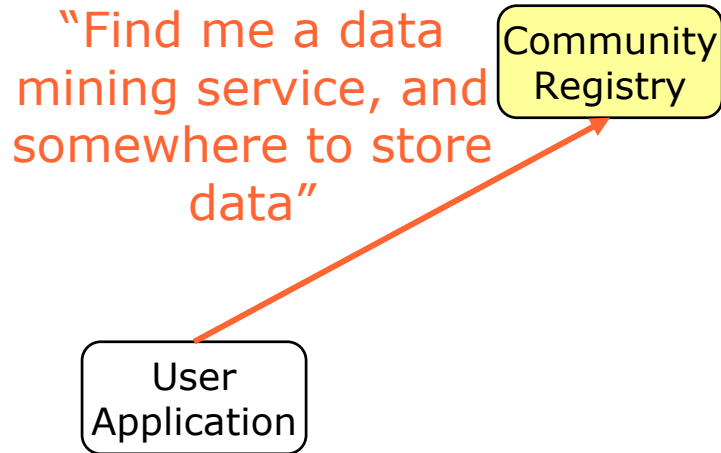 “Find me a data
mining service, and
somewhere to store
data”
Community
Registry
User
Application